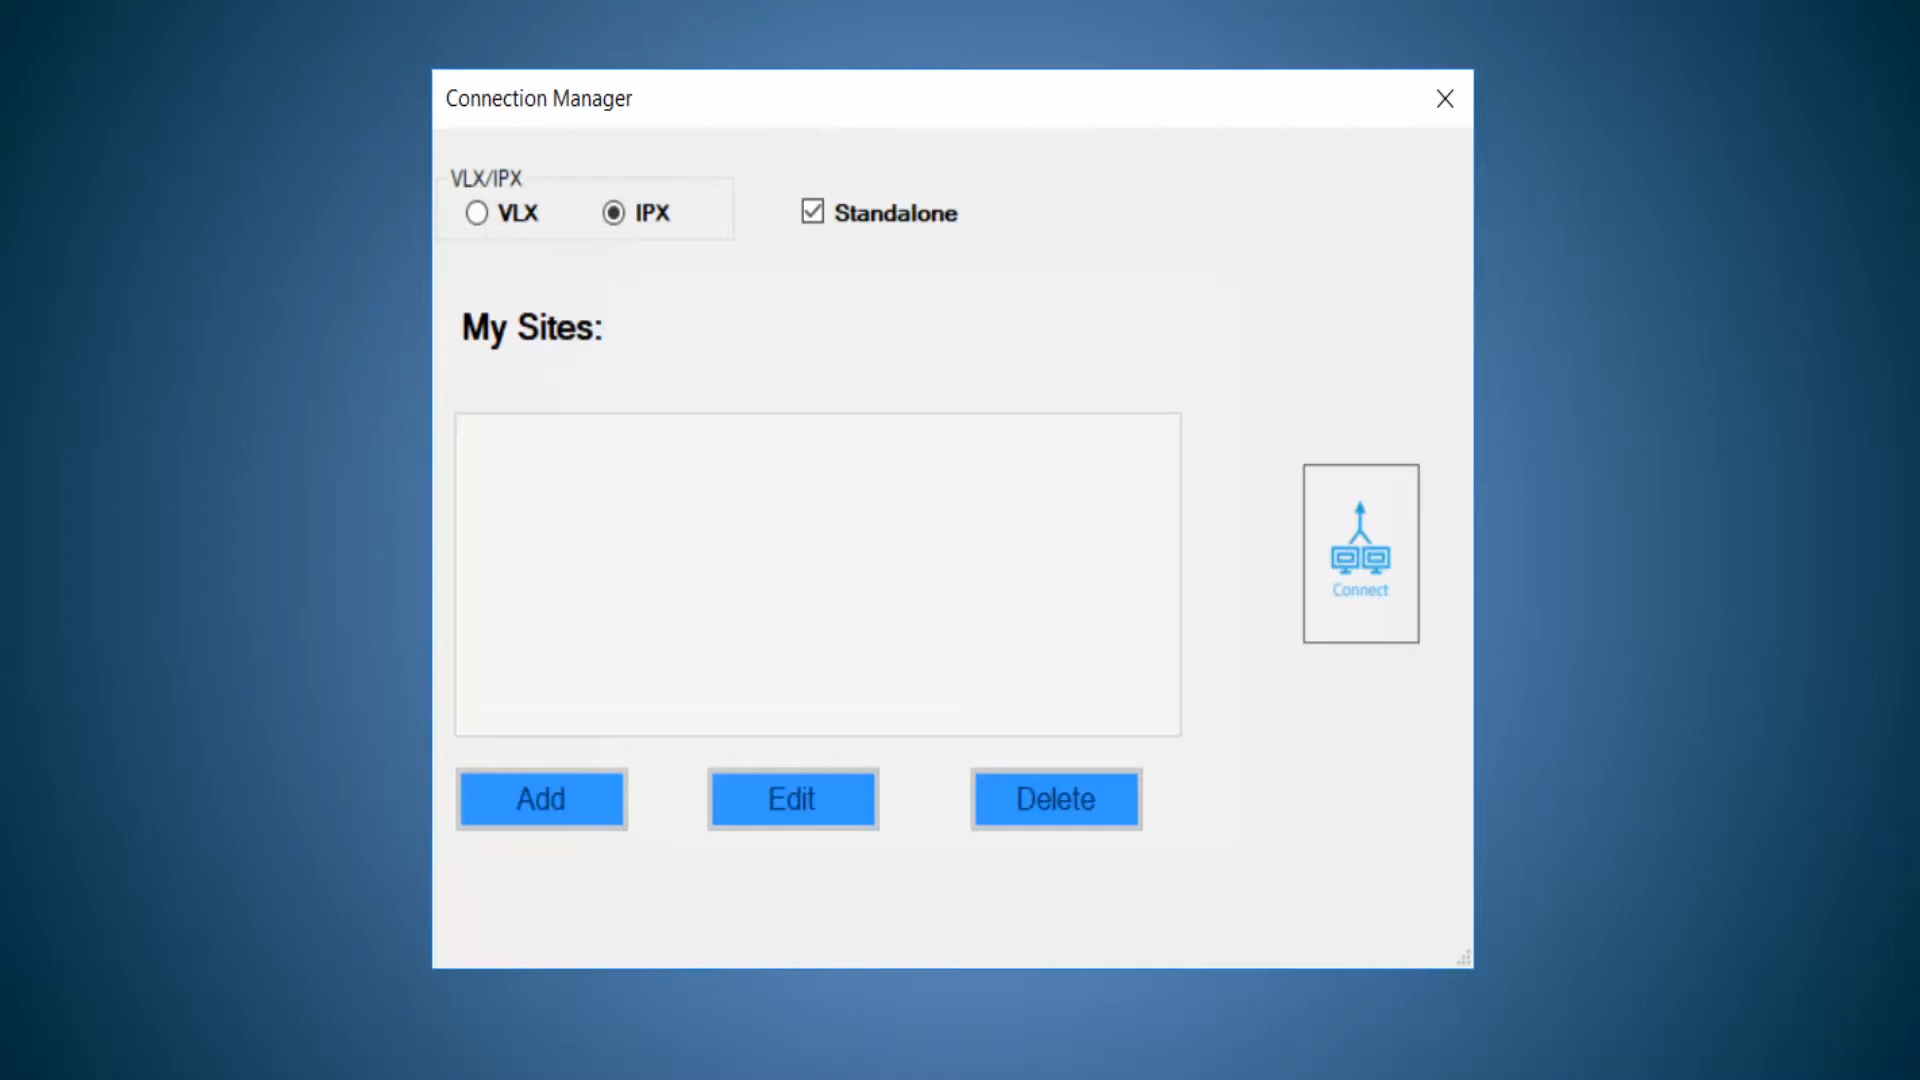 Connection Manager
VLX/IPX
VLX IPX Standalone
My Sites:
Connect
Add Edit Delete